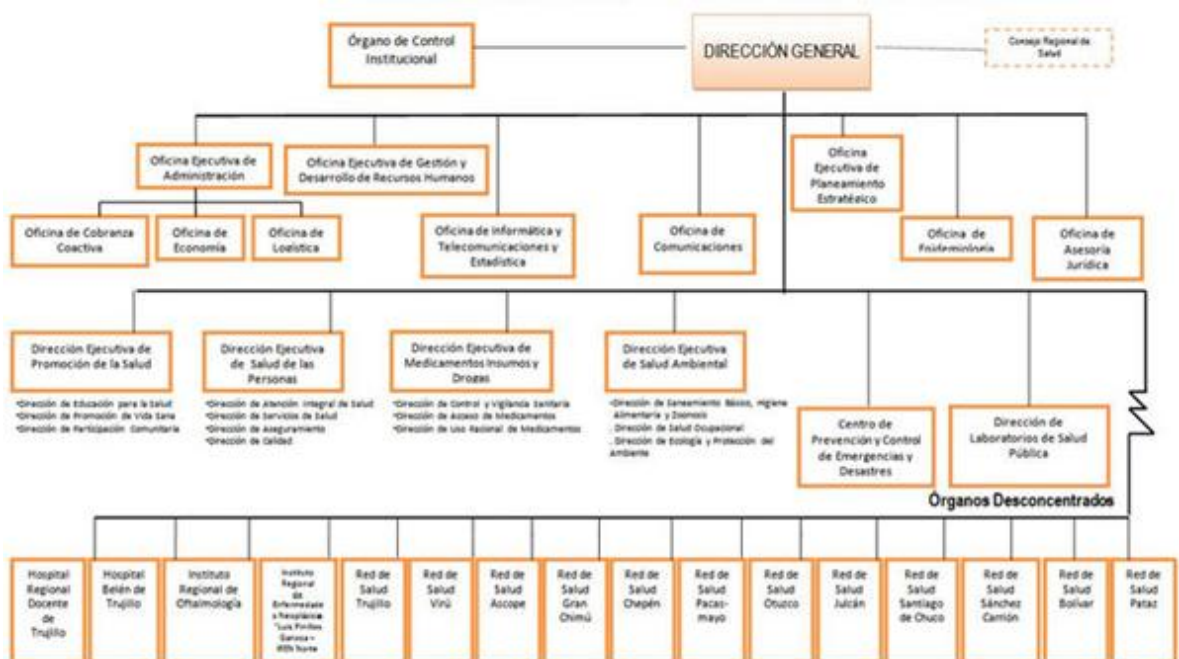 Órgano de Control
Institucional
DIRECCIÓN GENERAL
Consejo Regional de
Salud
Oficina Ejecutiva de
Administración
Oficina Ejecutiva de Gestión y
Desarrollo de Recursos Humanos
Oficina
Ejecutiva de
Planeamiento
Estratégico
Oficina de Cobranza
Coactiva
Oficina de
Economía
Oficina de
Logística
Oficina de Informática y
Telecomunicaciones y
Estadística
Oficina de
Comunicaciones
Oficina de
Epidemiología
Oficina de
Asesoría
Jurídica
Dirección Ejecutiva de
Promoción de la Salud
Dirección Ejecutiva
de Salud de las
Personas
Dirección Ejecutiva de
Medicamentos Insumos y
Drogas
Dirección Ejecutiva
de Salud Ambiental
•Dirección de Educación para la Salud
•Dirección de Promoción de Vida Sana
•Dirección de Participación Comunitaria
•Dirección de Atención Integral de Salud
•Dirección de Servicios de Salud
•Dirección de Aseguramiento
•Dirección de Calidad
•Dirección de Control y Vigilancia Sanitaria
•Dirección de Acceso de Medicamentos
•Dirección de Uso Racional de Medicamentos
•Dirección de Saneamiento Básico, Higiene
Alimentaria y Zoonosis
. Dirección de Salud Ocupacional
. Dirección de Ecología y Protección del
Ambiente
Centro de
Prevención y Control
de Emergencias y
Desastres
Dirección de
Laboratorios de Salud
Pública
Órganos Desconcentrados
Hospital
Regional
Docente
de
Trujillo
Hospital
Belén de
Trujillo
Instituto
Regional de
Oftalmología
Instituto
Regional
de
"Luis Pinillos
Norte
Red de
Salud
Trujillo
Red de
Salud
Virú
Red de
Salud
Ascope
Red de
Salud
Gran
Chimú
Red de
Salud
Chepén
Red de
Salud
Pacas-
mayo
Red de
Salud
Otuzco
Red de
Salud
Julcán
Red de
Salud
Santiago
de Chuco
Red de
Salud
Sánchez
Carrión
Red de
Salud
Bolívar
Red de
Salud
Pataz